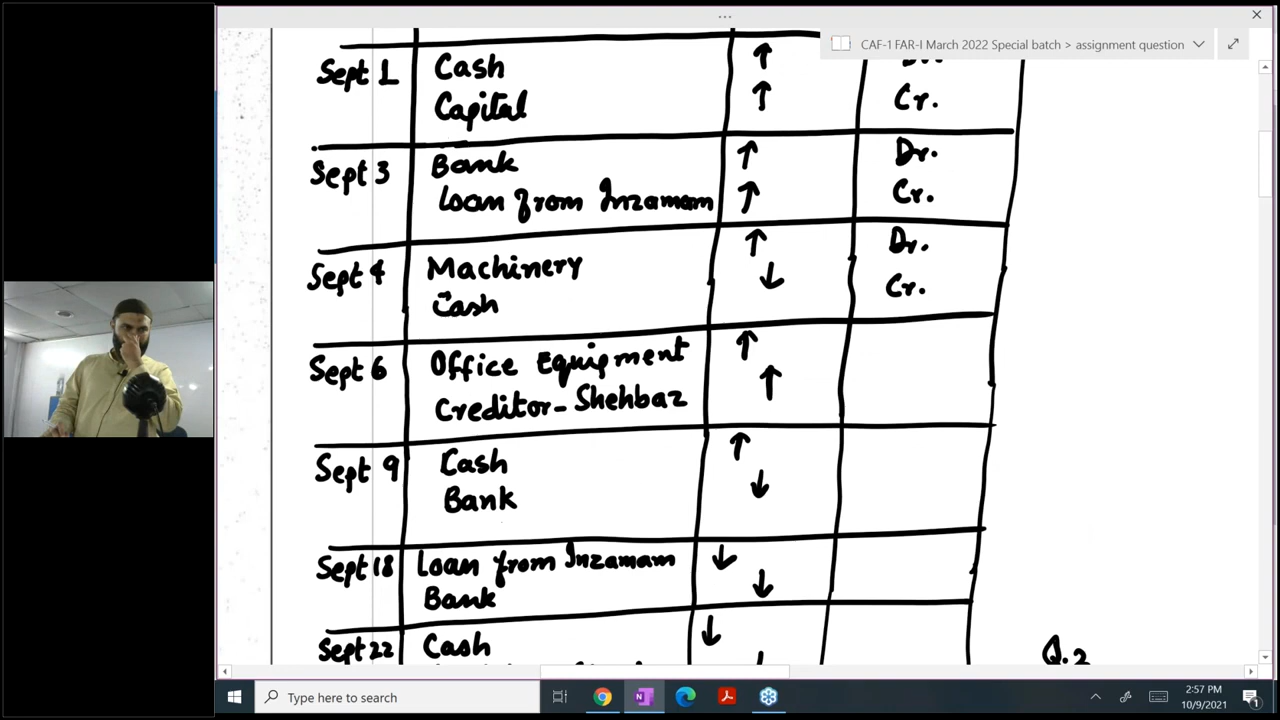 ...
CAF-1 FAR-I March 2022 Special batch > assignment question
Sept 1 Cash ↑ Dr.
Capital ↑ Cr.
Sept 3 Bank ↑ Dr.
Loan from Inzamam ↑ Cr.
Sept 4 Machinery ↑ Dr.
Cash ↓ Cr.
Sept 6 Office Equipment ↑
Creditor-Shehbaz ↑
Sept 9 Cash ↑
Bank ↓
Sept 18 Loan from Inzamam ↓
Bank ↓
Sept 22 Cash ↓
Q.2
Type here to search
2:57 PM
10/9/2021
1